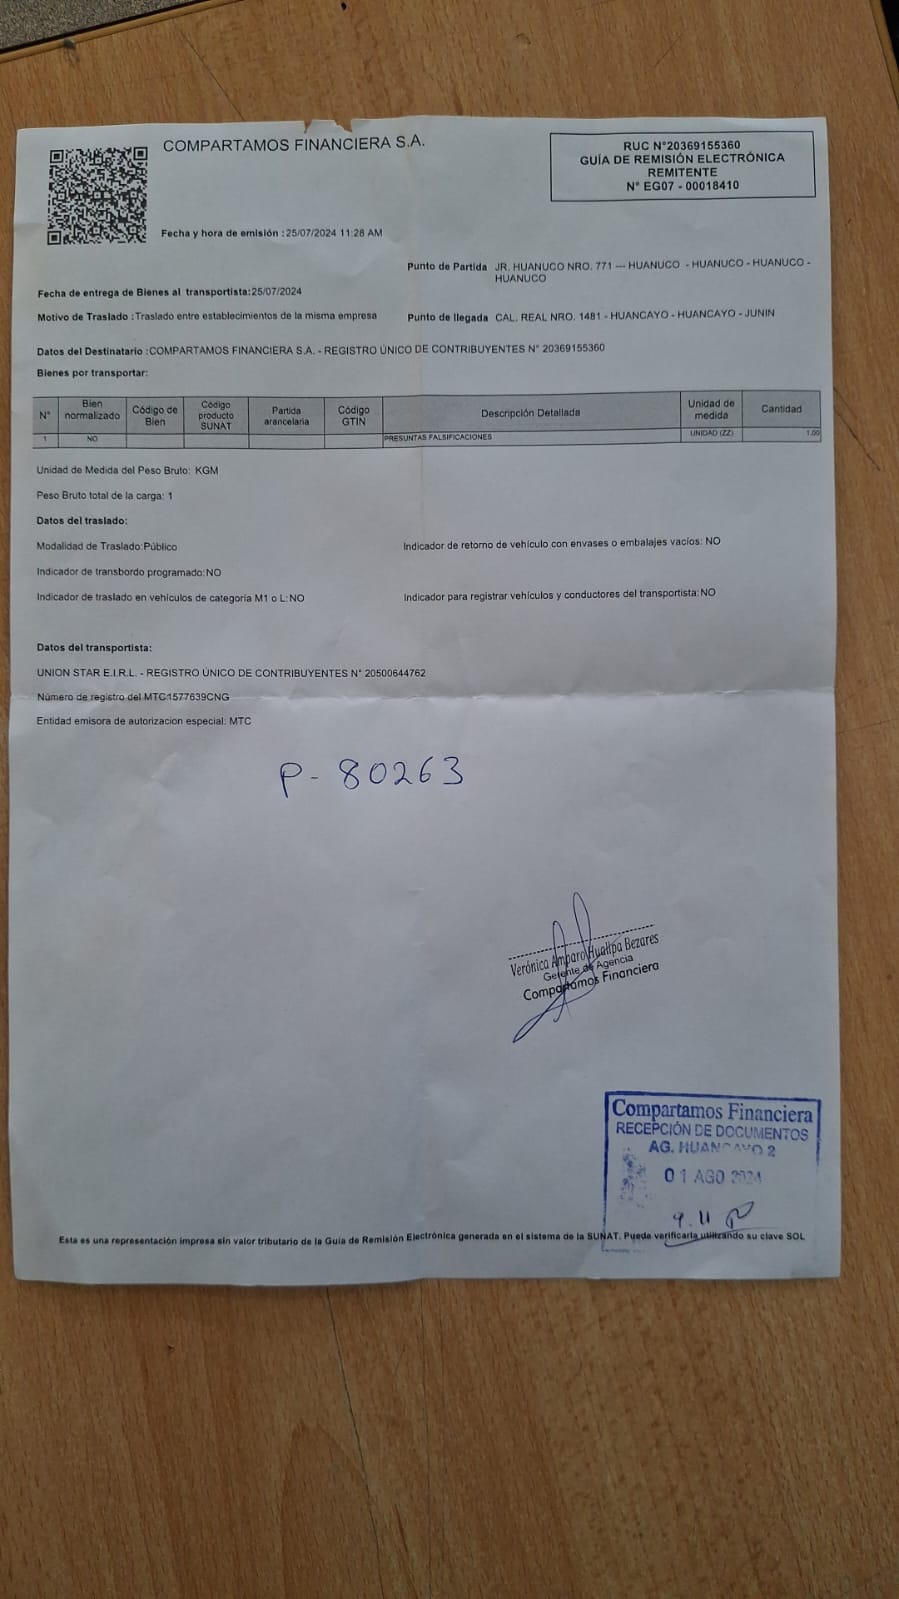 COMPARTAMOS FINANCIERA S.A.
RUC N°20369155360
GUÍA DE REMISIÓN ELECTRÓNICA
REMITENTE
N° EG07 - 00018410
Fecha y hora de emisión :25/07/2024 11:28 AM
Punto de Partida JR. HUANUCO NRO. 771 --- HUANUCO - HUANUCO - HUANUCO -
HUANUCO
Fecha de entrega de Bienes al transportista:25/07/2024
Motivo de Traslado :Traslado entre establecimientos de la misma empresa
Punto de llegada CAL. REAL NRO. 1481 - HUANCAYO - HUANCAYO - JUNIN
Datos del Destinatario :COMPARTAMOS FINANCIERA S.A. - REGISTRO ÚNICO DE CONTRIBUYENTES N° 20369155360
Bienes por transportar:
N° Bien normalizado Código de Bien Código producto SUNAT Partida arancelaria Código GTIN Descripción Detallada Unidad de medida Cantidad
1 NO PRESUNTAS FALSIFICACIONES UNIDAD (ZZ) 1.00
Unidad de Medida del Peso Bruto: KGM
Peso Bruto total de la carga: 1
Datos del traslado:
Modalidad de Traslado:Público
Indicador de retorno de vehículo con envases o embalajes vacíos: NO
Indicador de transbordo programado:NO
Indicador de traslado en vehículos de categoría M1 o L:NO
Indicador para registrar vehículos y conductores del transportista:NO
Datos del transportista:
UNION STAR E.I.R.L. - REGISTRO ÚNICO DE CONTRIBUYENTES N° 20500644762
Número de registro del MTC:1577639CNG
Entidad emisora de autorizacion especial: MTC
P- 80263
Verónica Amparo Huallpa Bezares
Gerente de Agencia
Compartamos Financiera
Compartamos Financiera
RECEPCIÓN DE DOCUMENTOS
AG. HUANCAYO 2
01 AGO 2024
9.11
Esta es una representación impresa sin valor tributario de la Guía de Remisión Electrónica generada en el sistema de la SUNAT. Puede verificarla utilizando su clave SOL